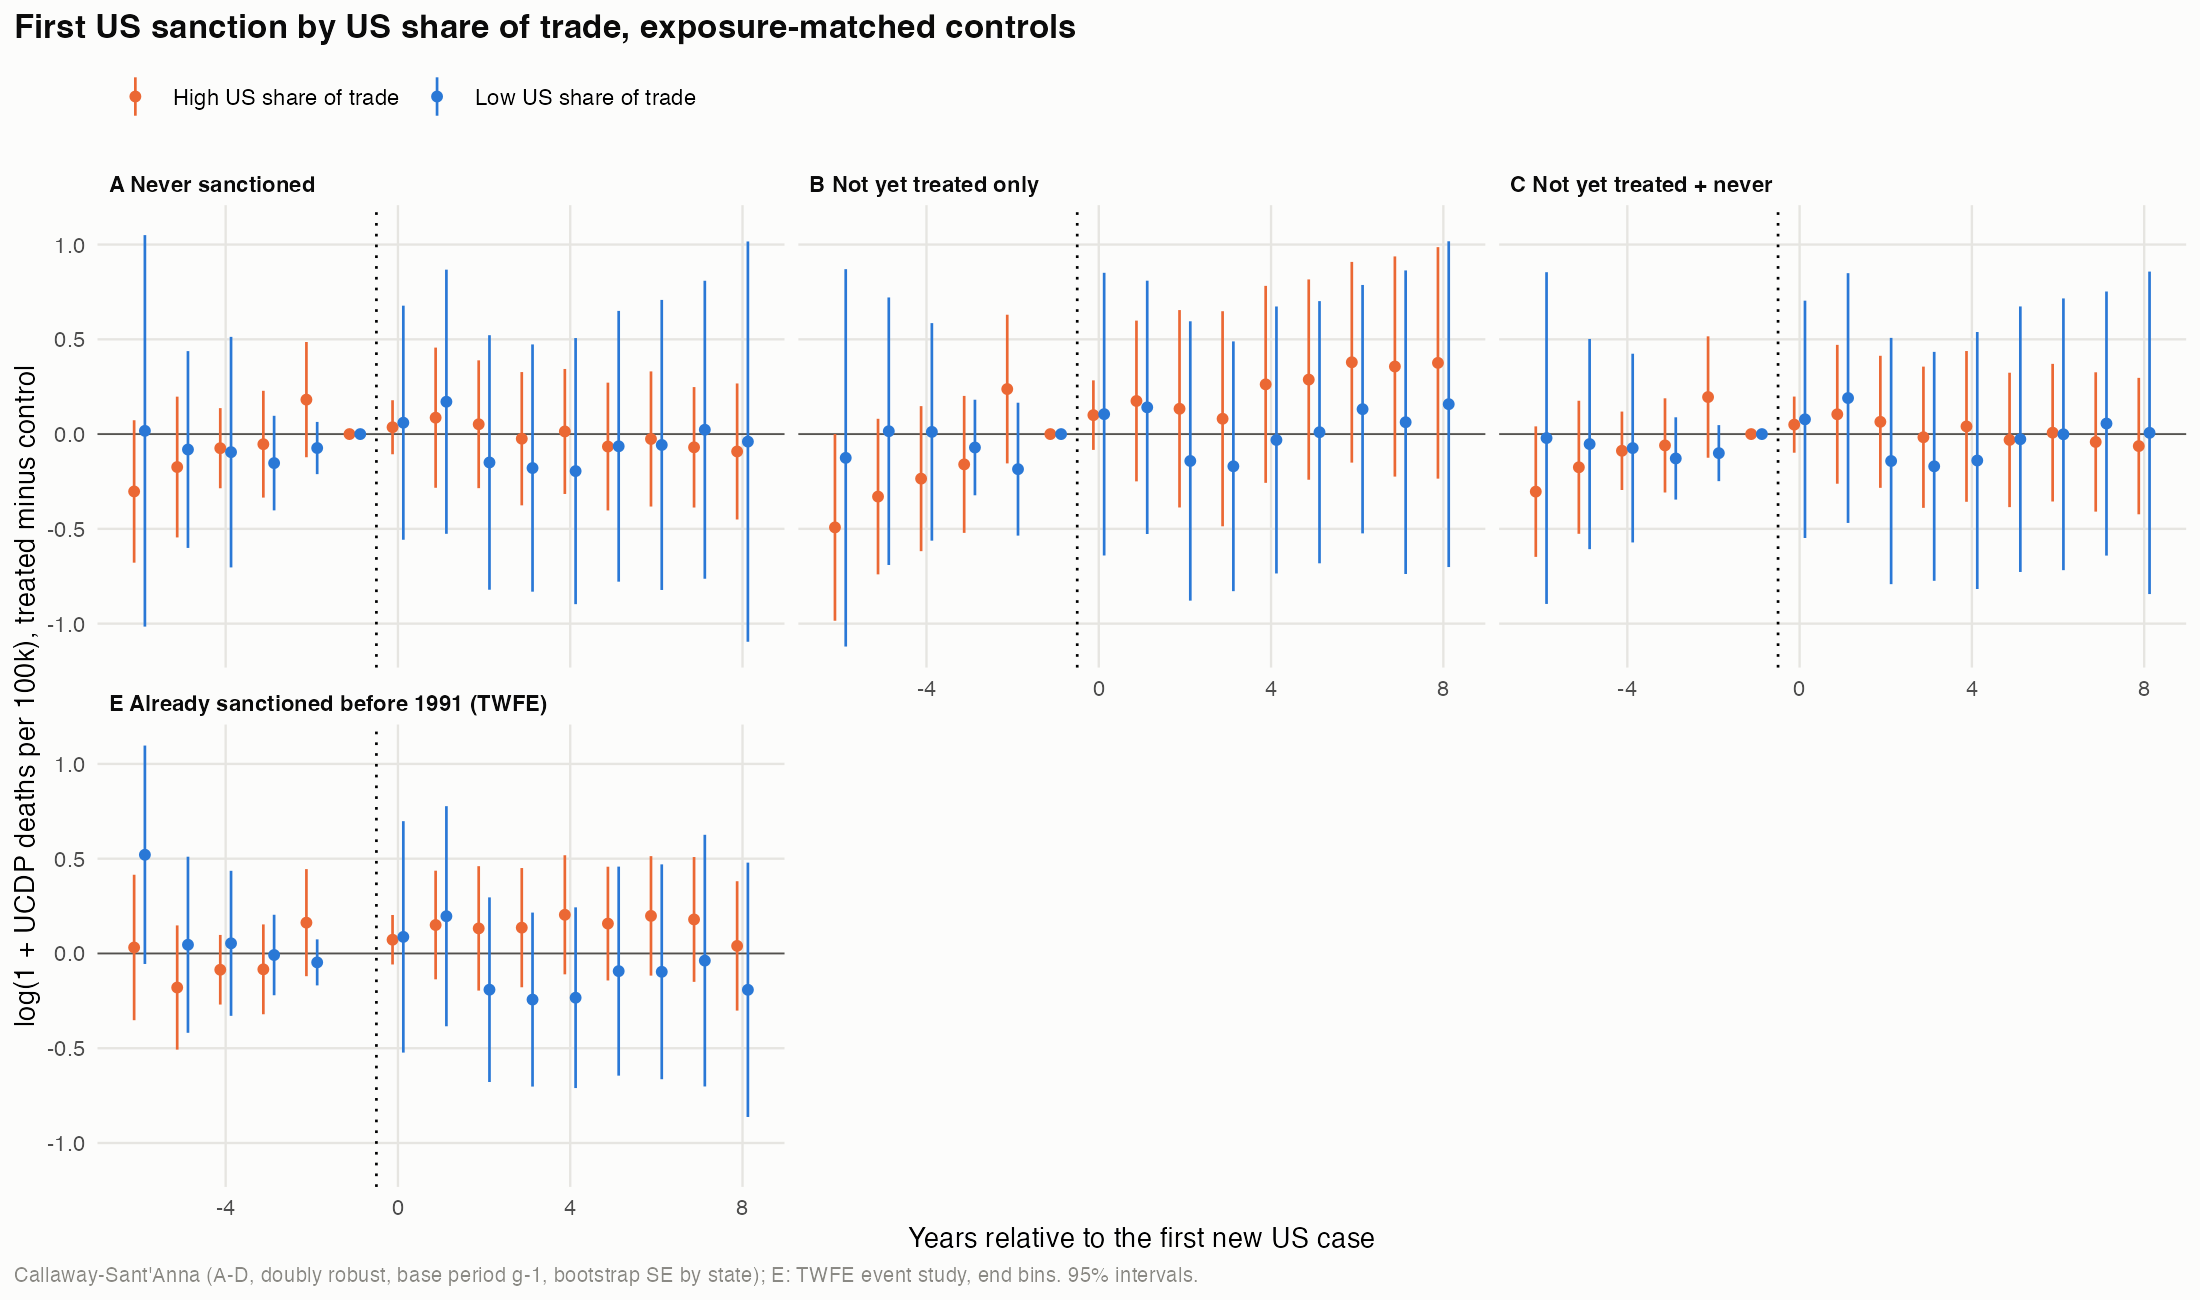 First US sanction by US share of trade, exposure-matched controls
High US share of trade
Low US share of trade
A Never sanctioned
B Not yet treated only
C Not yet treated + never
1.0
0.5
0.0
-0.5
-1.0
-4
0
4
8
-4
0
4
8
E Already sanctioned before 1991 (TWFE)
1.0
0.5
0.0
-0.5
-1.0
-4
0
4
8
log(1 + UCDP deaths per 100k), treated minus control
Years relative to the first new US case
Callaway-Sant'Anna (A-D, doubly robust, base period g-1, bootstrap SE by state); E: TWFE event study, end bins. 95% intervals.